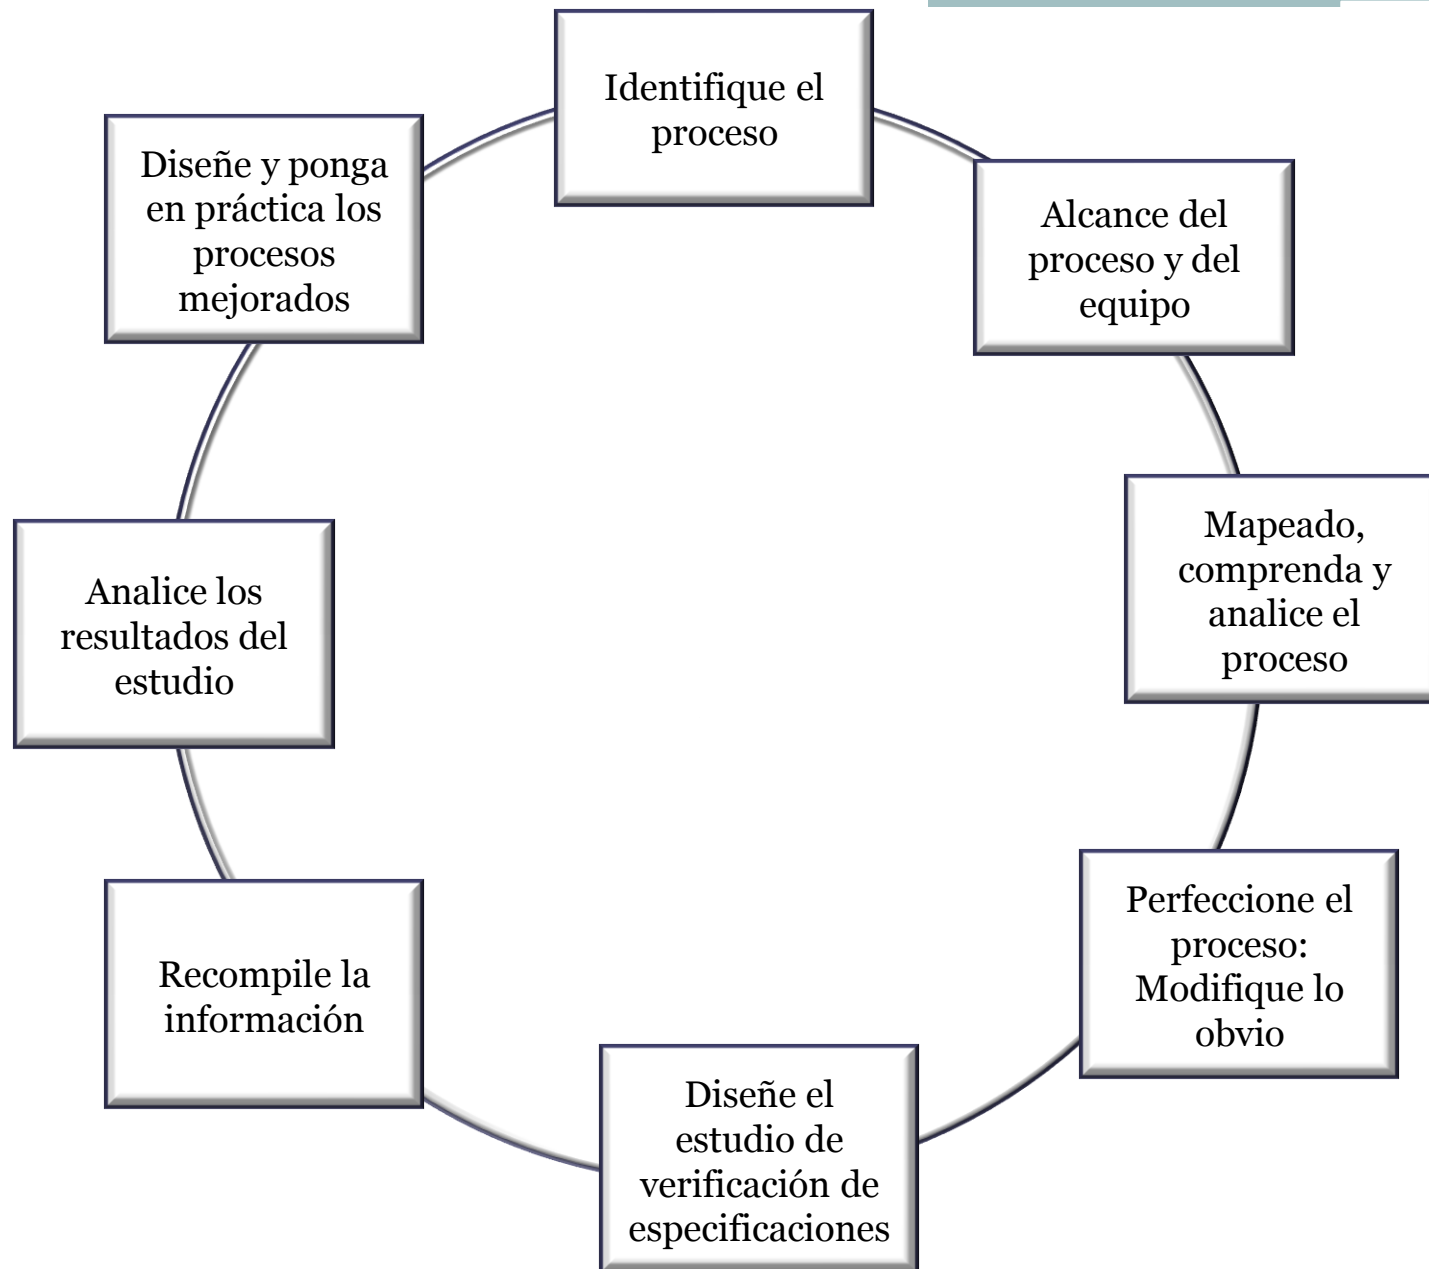 Identifique el
proceso
Alcance del
proceso y del
equipo
Mapeado,
comprenda y
analice el
proceso
Perfeccione el
proceso:
Modifique lo
obvio
Diseñe el
estudio de
verificación de
especificaciones
Recompile la
información
Analice los
resultados del
estudio
Diseñe y ponga
en práctica los
procesos
mejorados